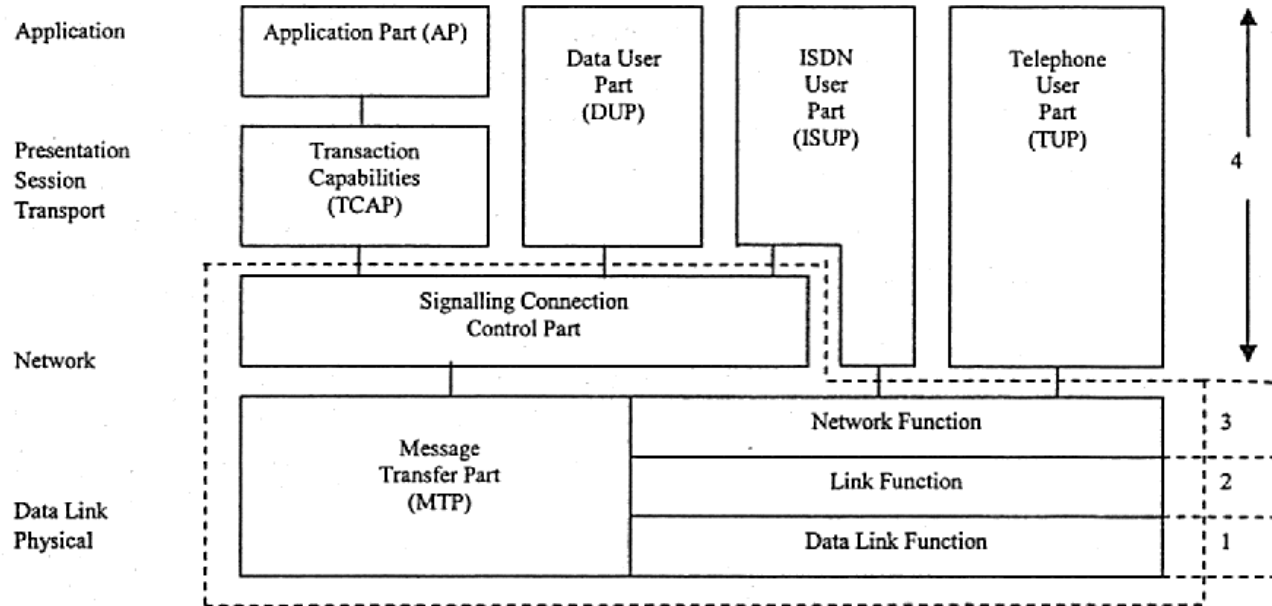 Application
Application Part (AP)
Data User
Part
(DUP)
ISDN
User
Part
(ISUP)
Telephone
User
Part
(TUP)
Presentation
Session
Transport
Transaction
Capabilities
(TCAP)
4
Signalling Connection
Control Part
Network
Message
Transfer Part
(MTP)
Network Function
3
Link Function
2
Data Link
Physical
Data Link Function
1